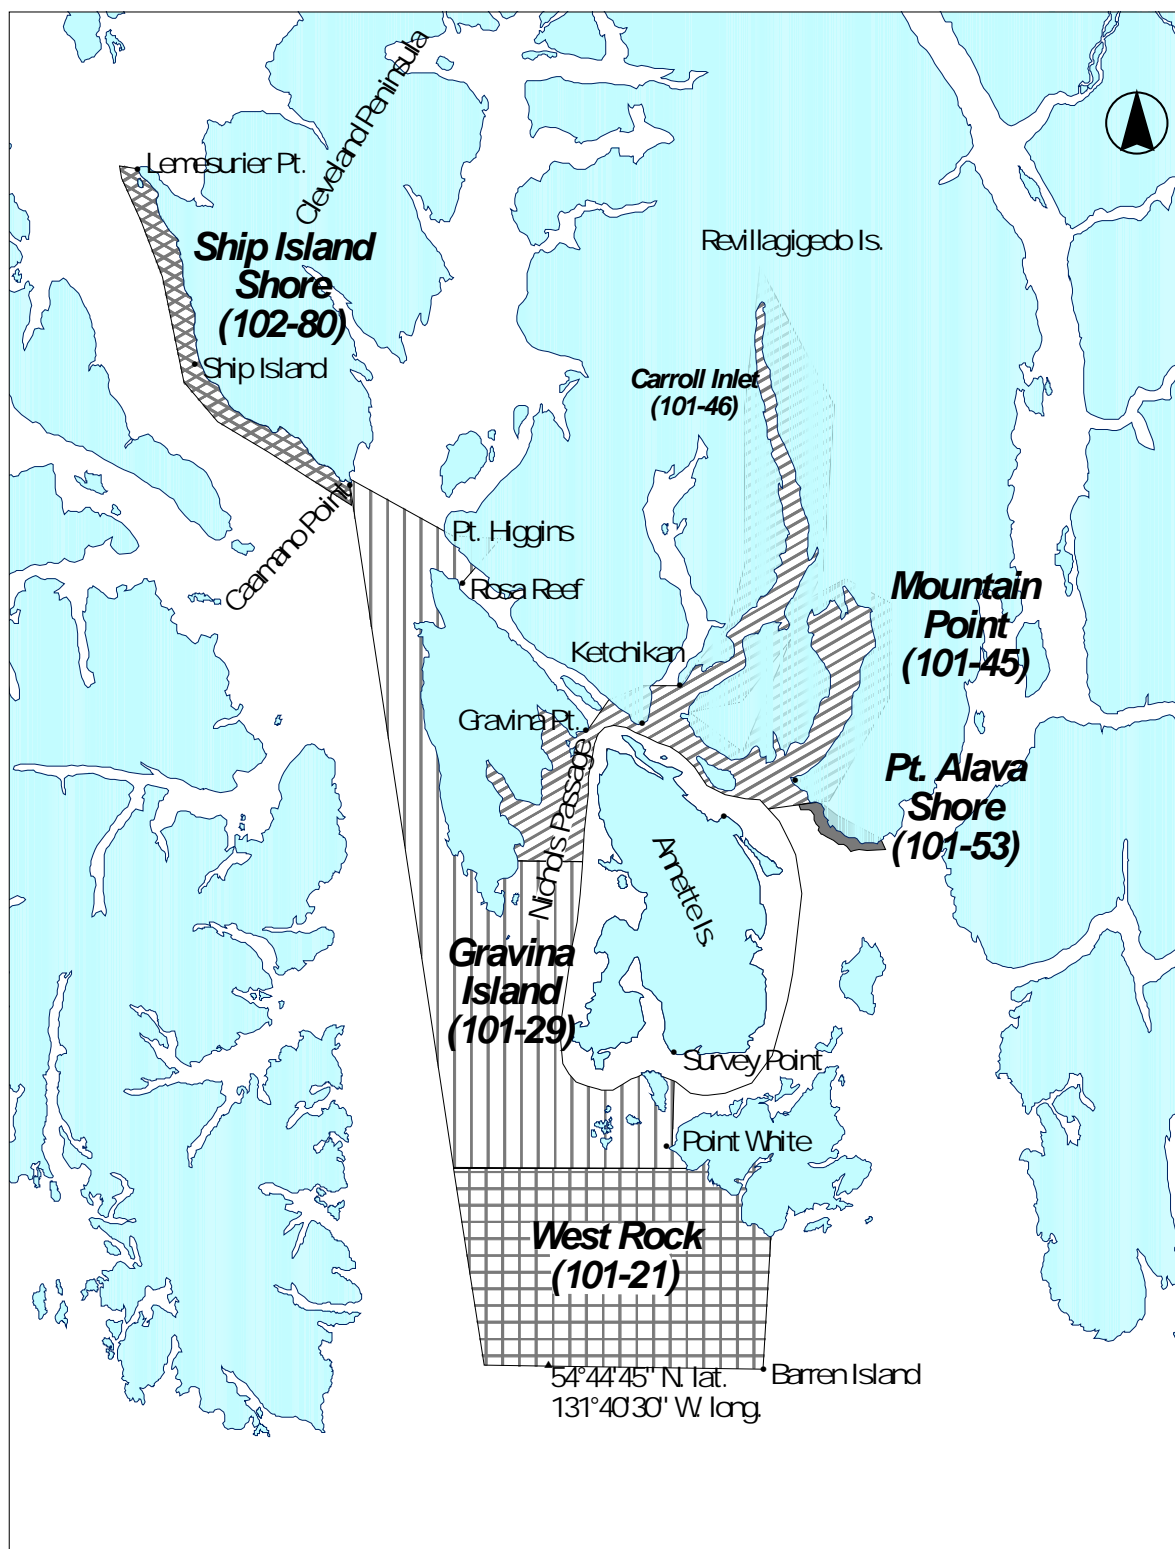 Cleveland Peninsula
Lemesurier Pt.
Ship Island
Shore
(102-80)
Revillagigedo Is.
Ship Island
Carroll Inlet
(101-46)
Caamano Point
Pt. Higgins
Rosa Reef
Mountain
Point
(101-45)
Ketchikan
Gravina Pt.
Nichols Passage
Pt. Alava
Shore
(101-53)
Annette Is.
Gravina
Island
(101-29)
Survey Point
Point White
West Rock
(101-21)
54°44'45" N. lat.
131°40'30" W. long.
Barren Island